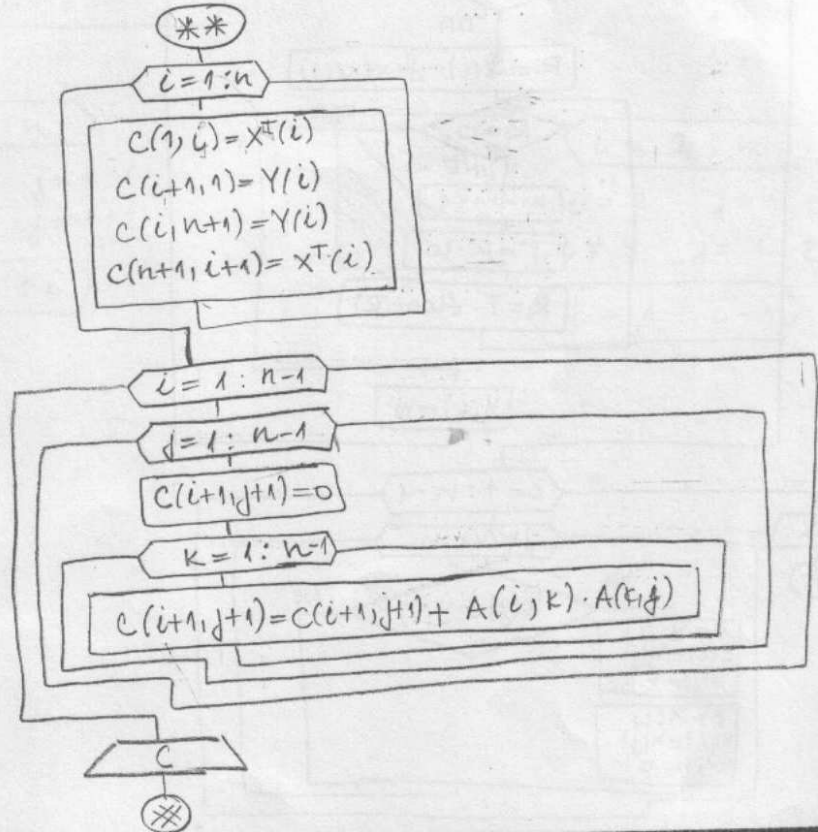 **
i = 1 : n
C(1, i) = X^T(i)
C(i+1, 1) = Y(i)
C(i, n+1) = Y(i)
C(n+1, i+1) = X^T(i)
i = 1 : n-1
j = 1 : n-1
C(i+1, j+1) = 0
K = 1 : n-1
C(i+1, j+1) = C(i+1, j+1) + A(i, K) · A(K, j)
C